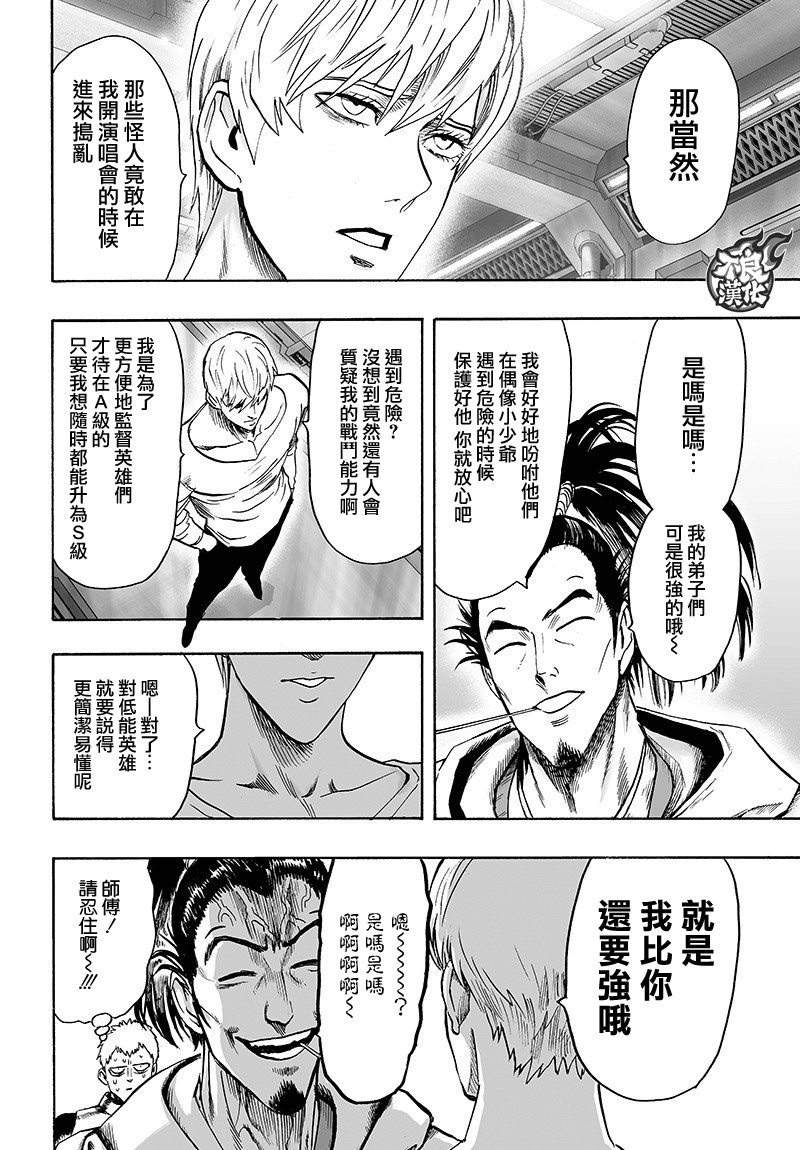 那當然
那些怪人竟敢在
我開演唱會的時候
進來搗亂
不良
漢化
是嗎是嗎…
我的弟子們
可是很強的哦～
我會好好地吩咐他們
在偶像小少爺
遇到危險的時候
保護好他 你就放心吧
遇到危險?
沒想到竟然還有人會
質疑我的戰鬥能力啊
我是為了
更方便地監督英雄們
才待在A級的
只要我想隨時都能升為S級
嗯—對了…
對低能英雄
就要說得
更簡潔易懂呢
就是
我比你
還要強哦
嗯～～～～～?
是嗎是嗎
啊啊啊啊～
師傅!
請忍住啊～!!!